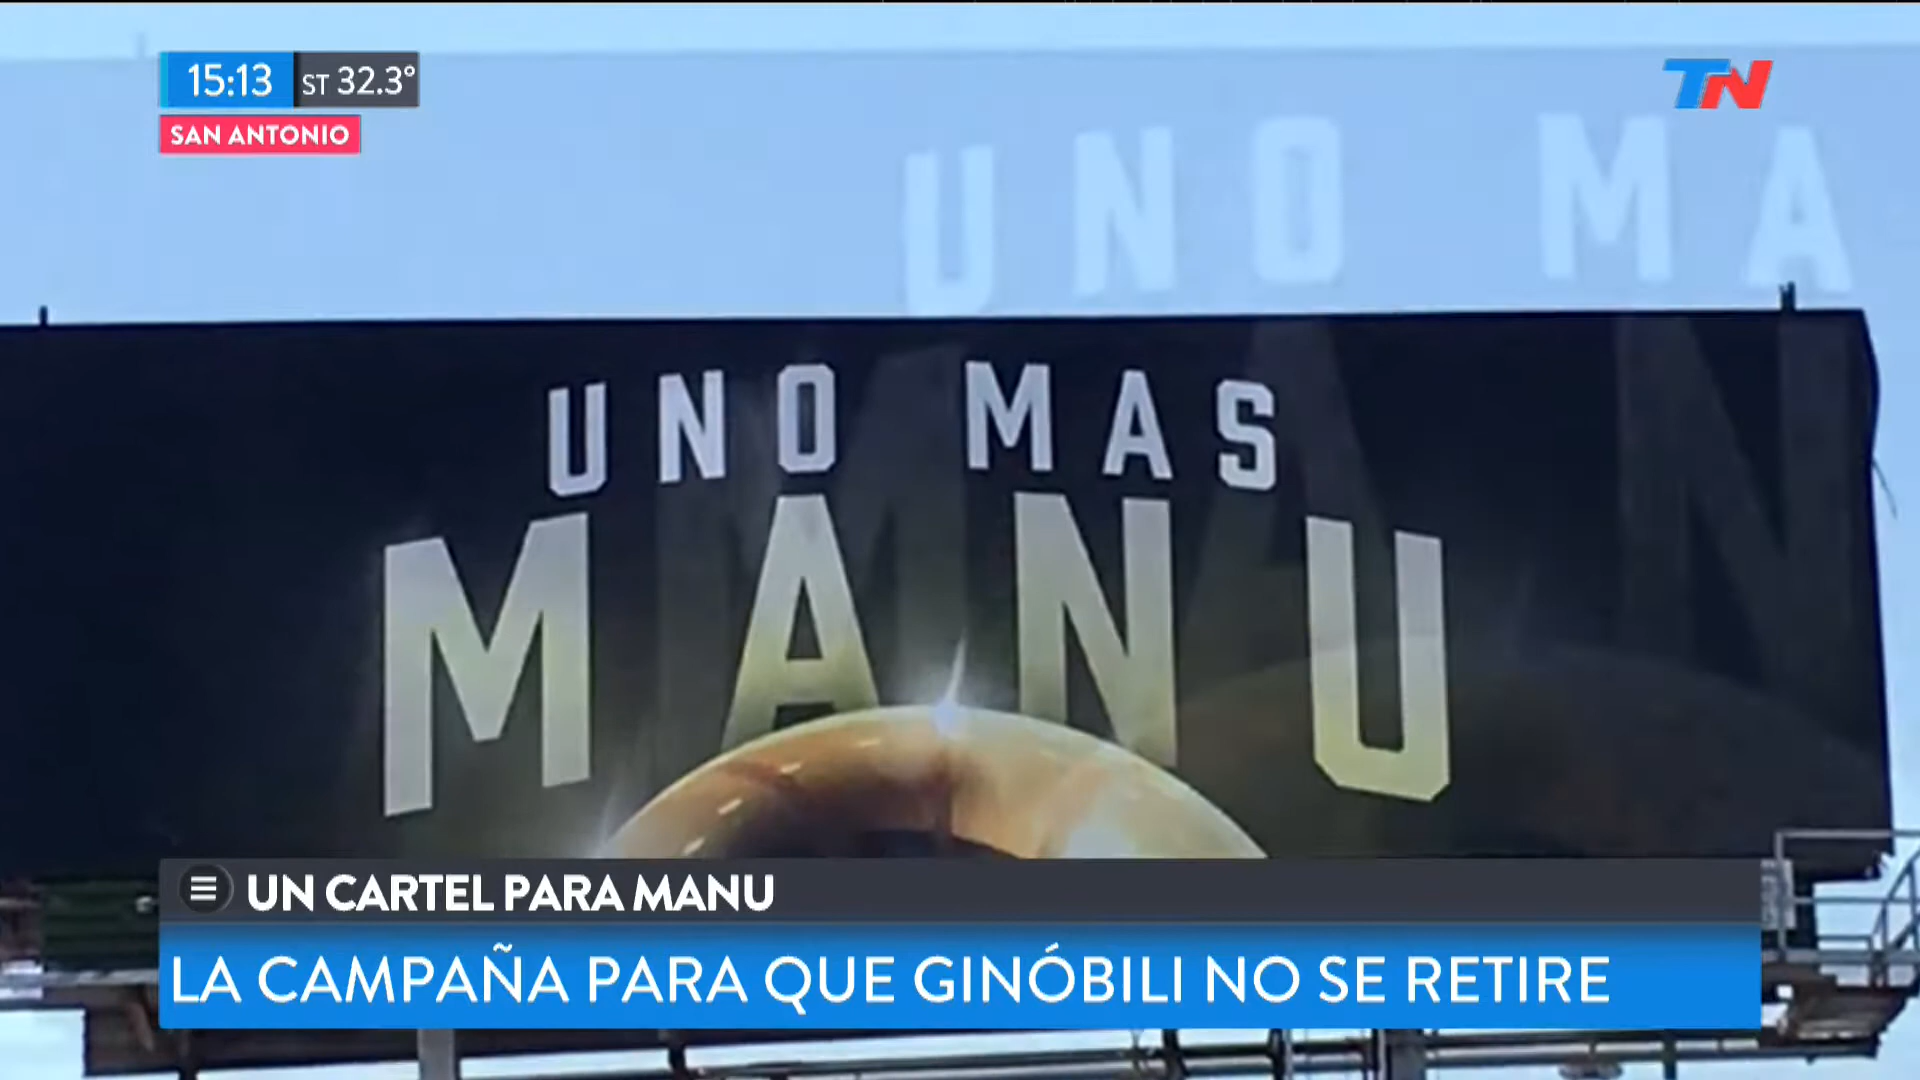 15:13 ST 32.3°
TN
SAN ANTONIO
UNO MA
UNO MAS
MANU
UN CARTEL PARA MANU
LA CAMPAÑA PARA QUE GINÓBILI NO SE RETIRE